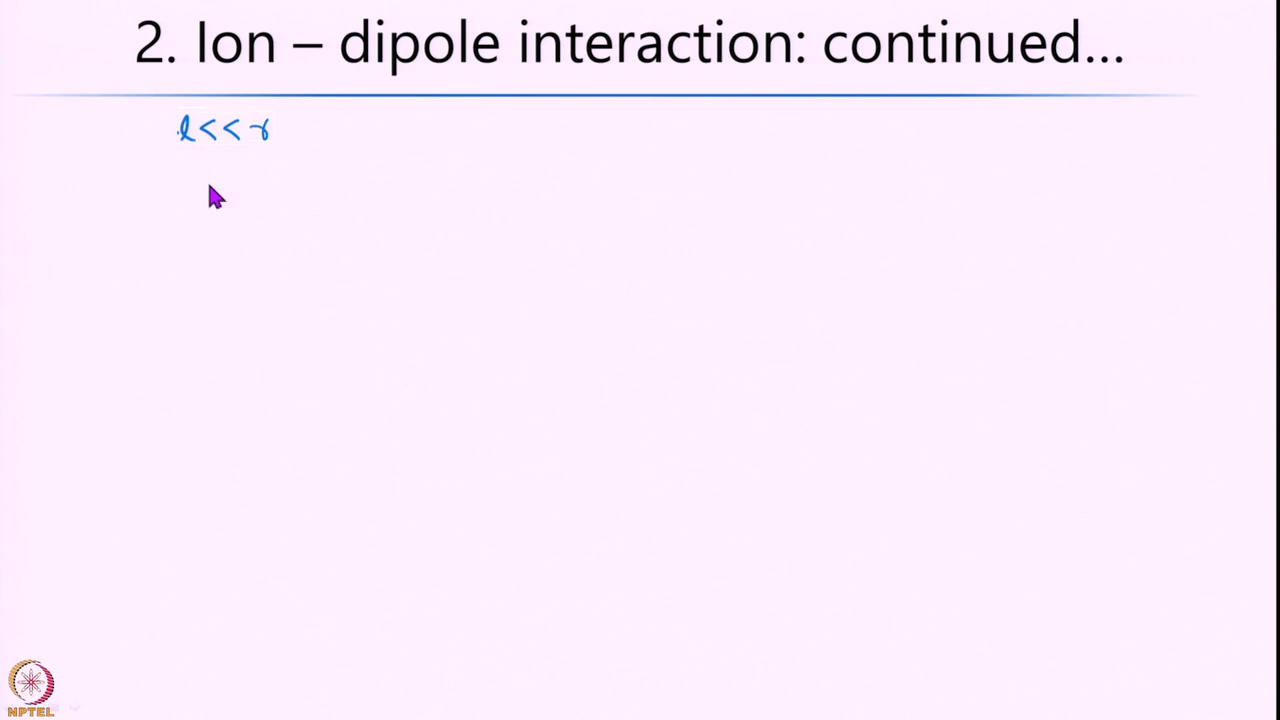 2. Ion – dipole interaction: continued...
l << r
NPTEL